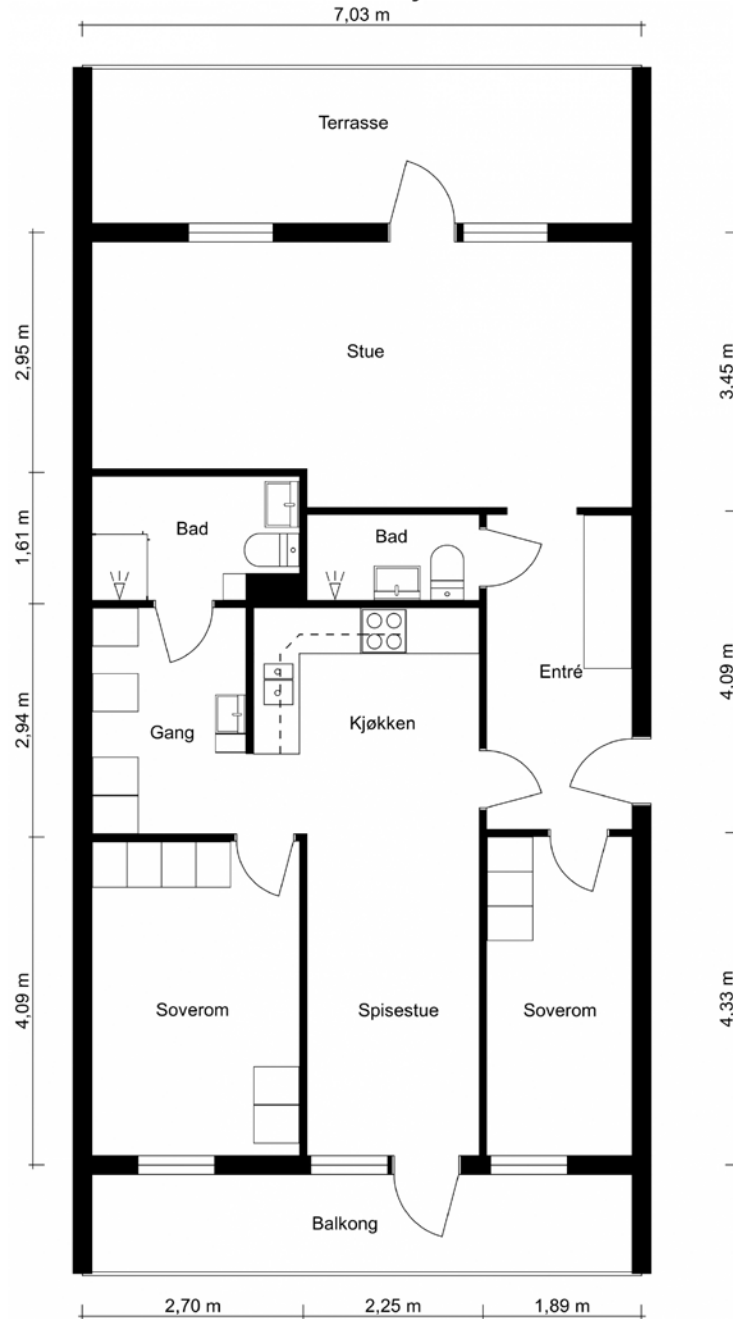 7,03 m
Terrasse
2,95 m
Stue
3,45 m
1,61 m
Bad
Bad
Entré
4,09 m
2,94 m
Gang
Kjøkken
4,09 m
Soverom
Spisestue
Soverom
4,33 m
Balkong
2,70 m
2,25 m
1,89 m